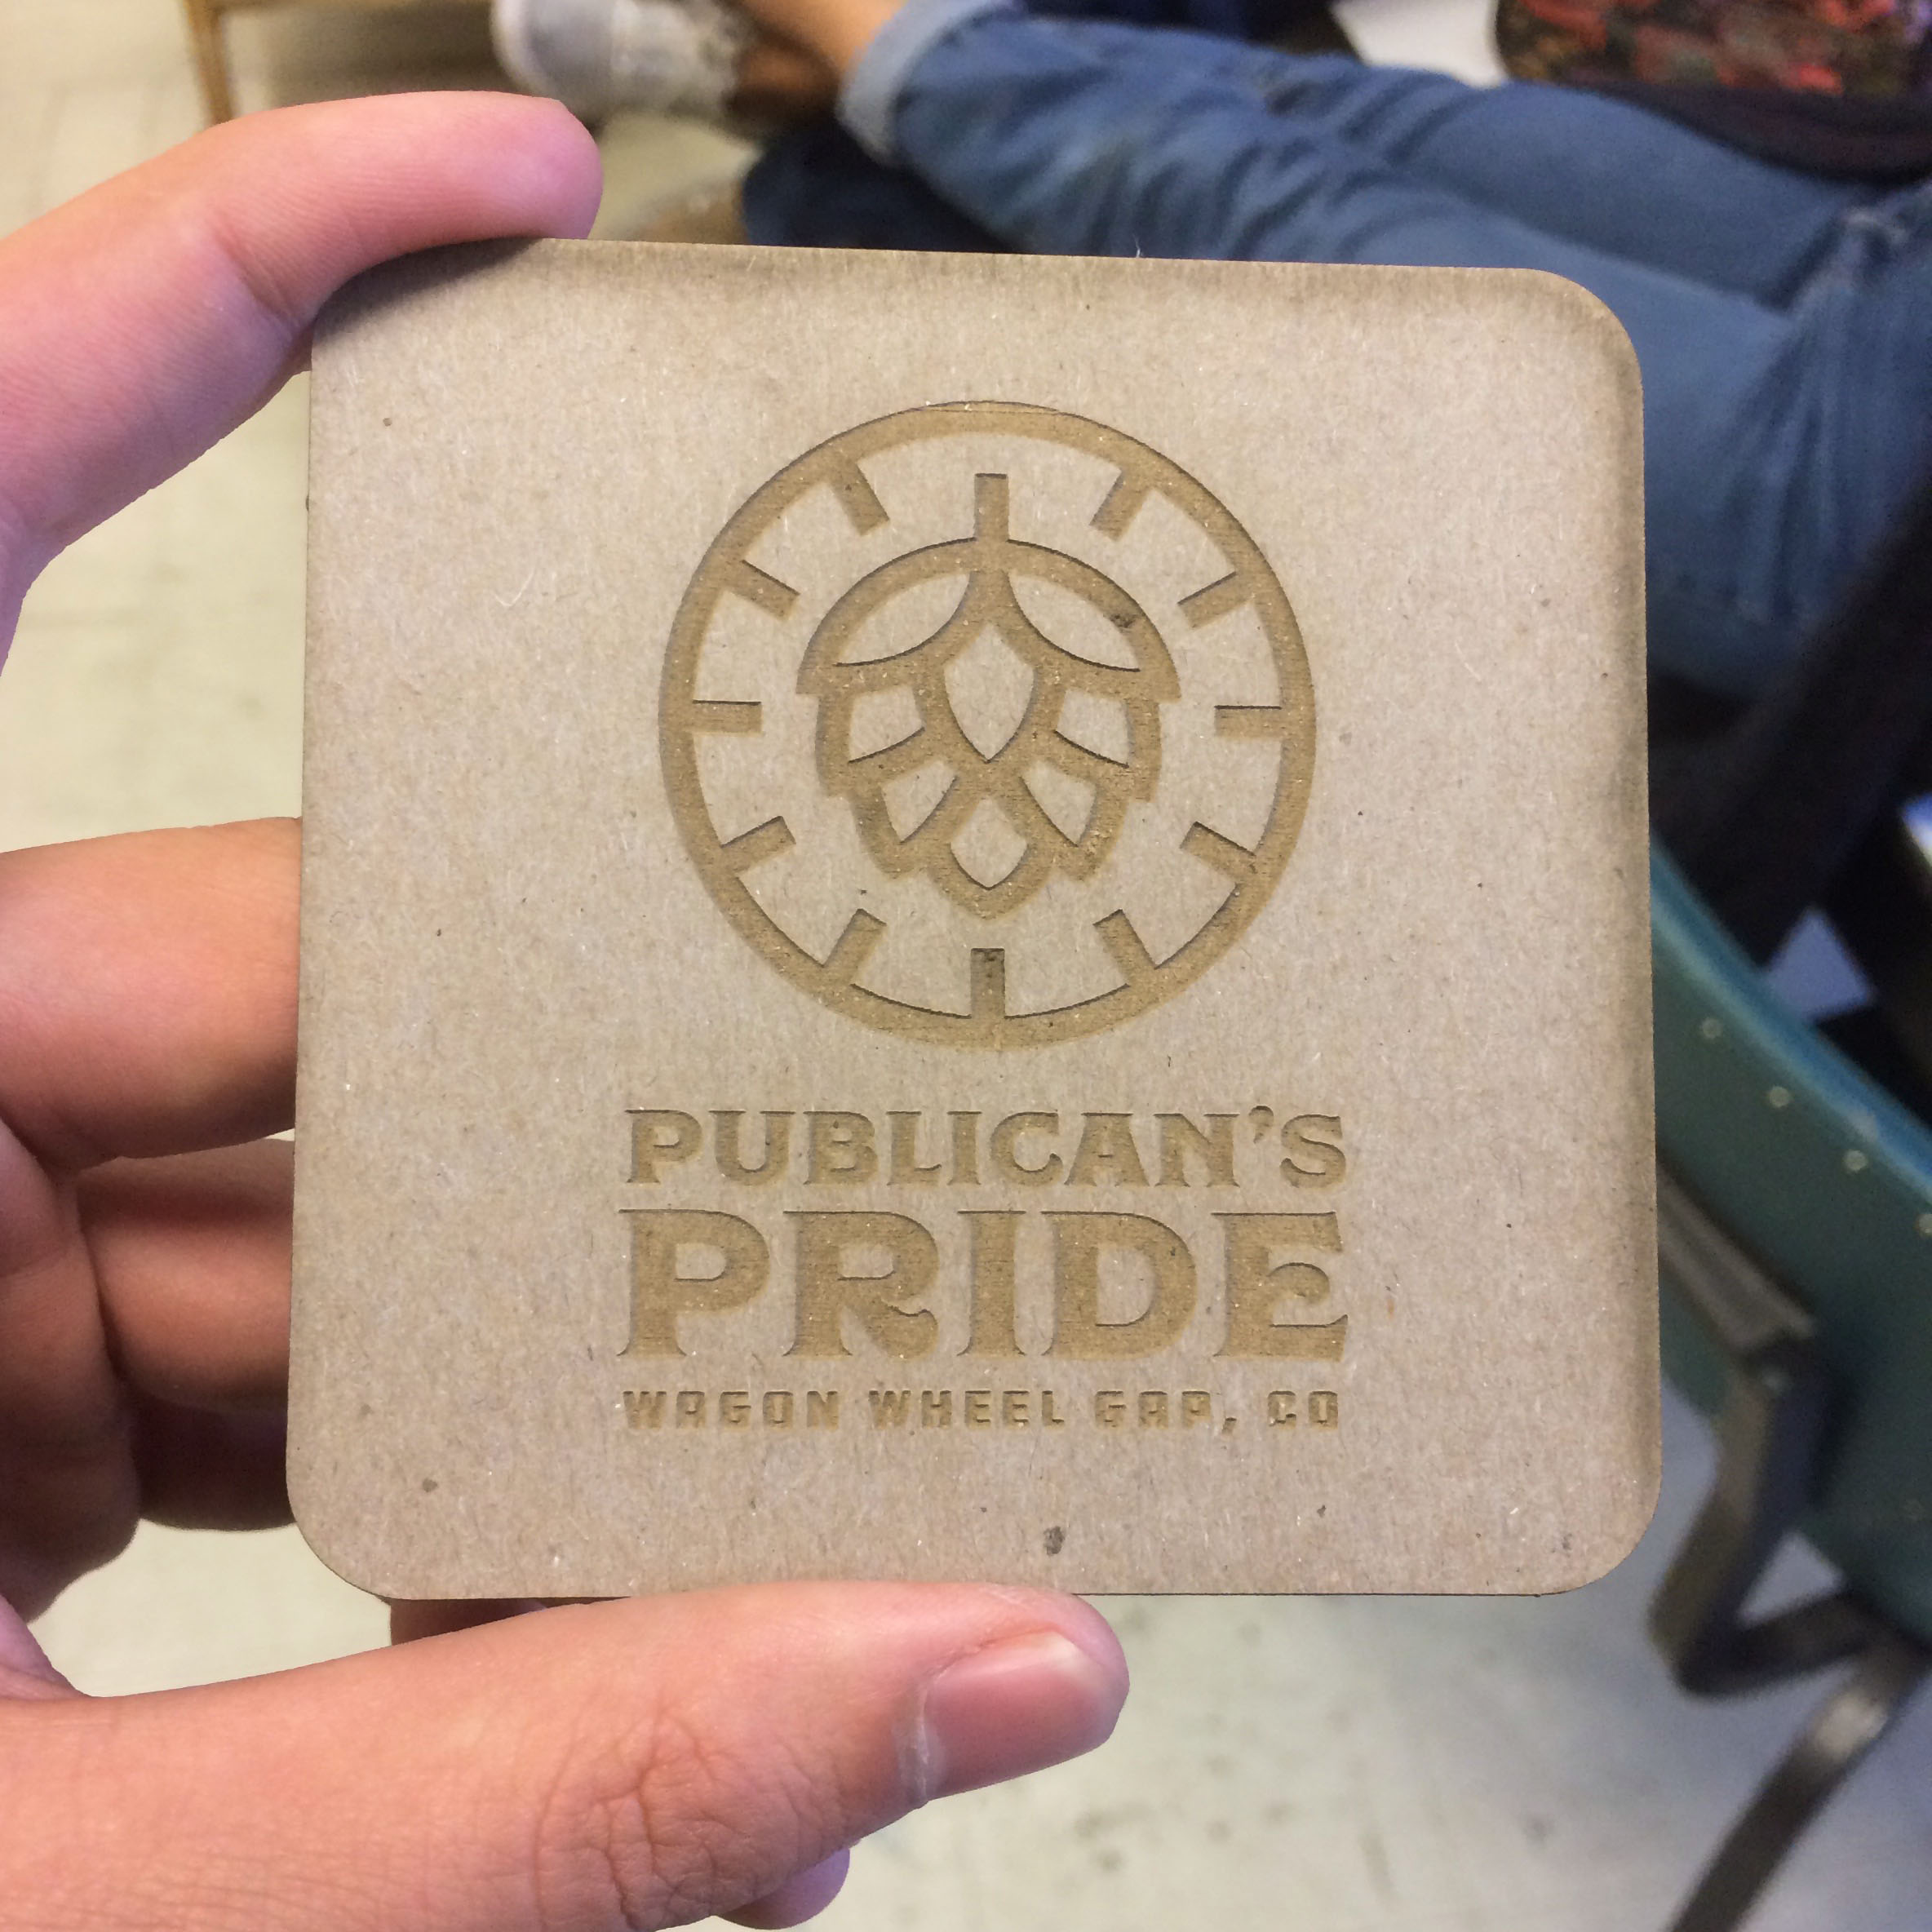 PUBLICAN'S
PRIDE
WAGON WHEEL GAP, CO